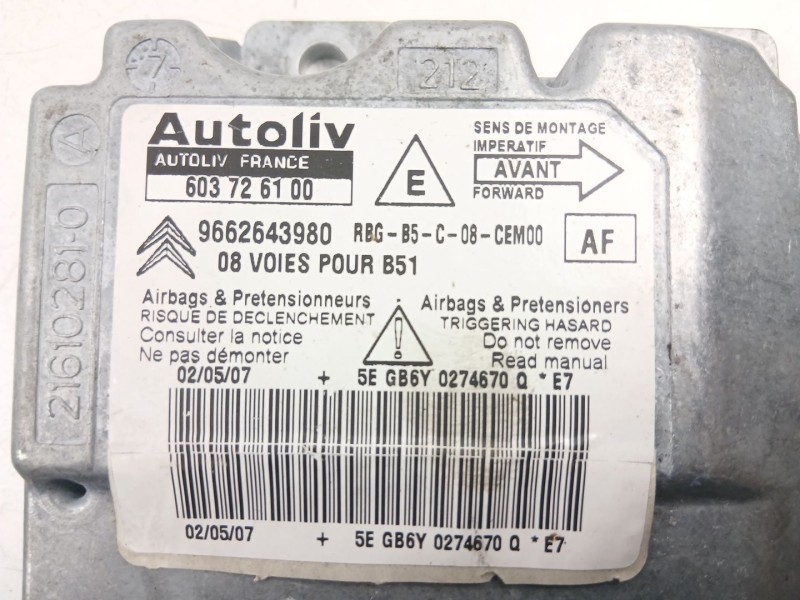 7
212
A
21610281-0
Autoliv
AUTOLIV FRANCE
603 72 61 00
E
SENS DE MONTAGE
IMPERATIF
AVANT
FORWARD
9662643980 RBG-B5-C-08-CEM00
AF
08 VOIES POUR B51
Airbags & Pretensionneurs
RISQUE DE DECLENCHEMENT
Consulter la notice
Ne pas démonter
!
Airbags & Pretensioners
TRIGGERING HASARD
Do not remove
Read manual
02/05/07 + 5E GB6Y 0274670 Q * E7
02/05/07 + 5E GB6Y 0274670 Q * E7